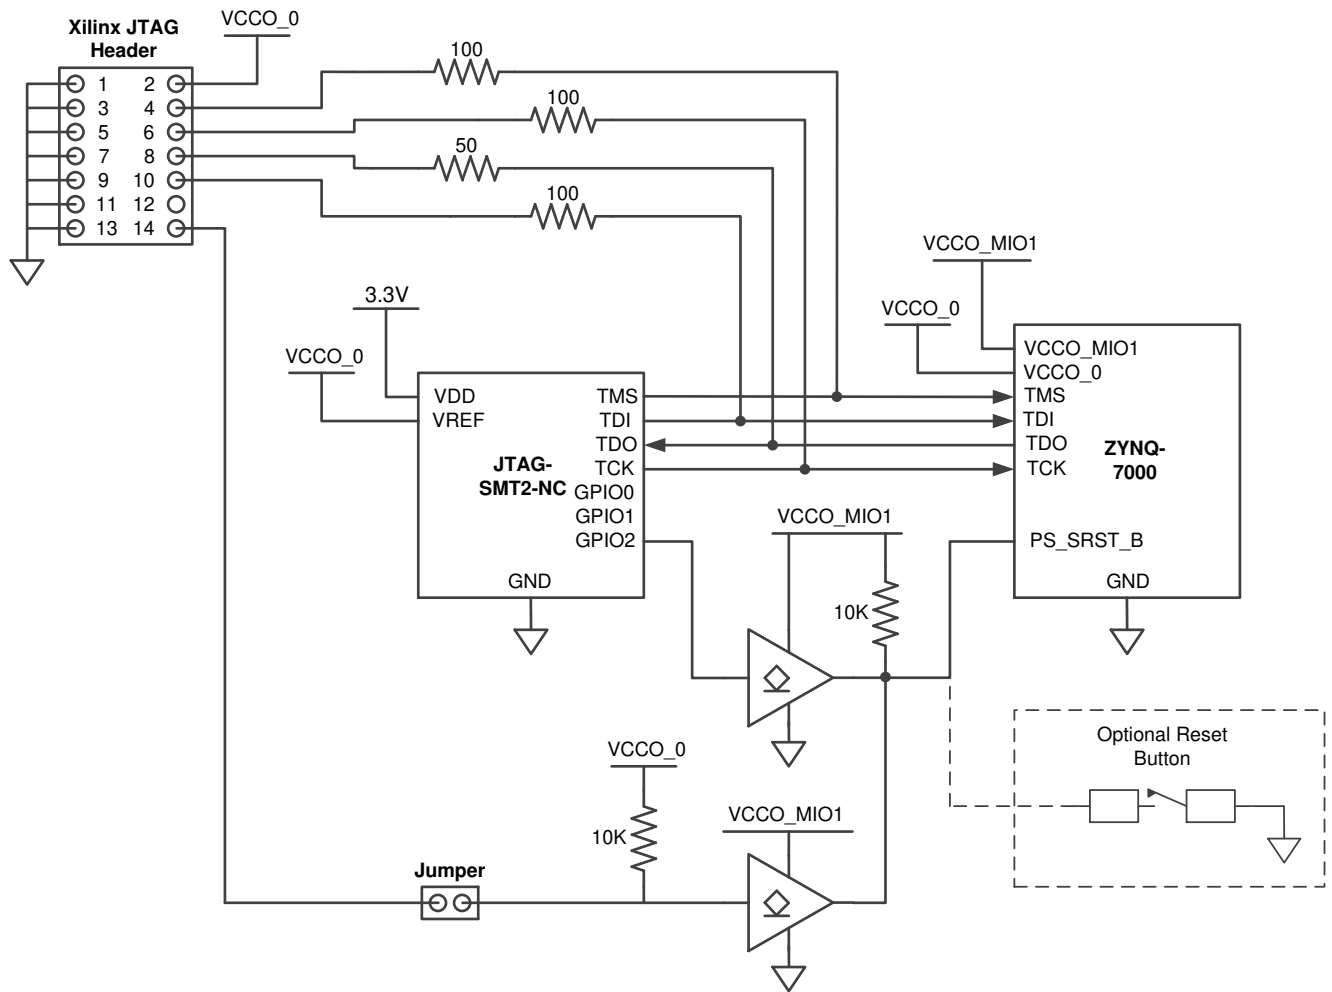 Xilinx JTAG
Header
VCCO_0
1 2
3 4
5 6
7 8
9 10
11 12
13 14
100
100
50
100
VCCO_MIO1
VCCO_0
3.3V
VCCO_0
VDD
VREF
TMS
TDI
TDO
TCK
GPIO0
GPIO1
GPIO2
JTAG-
SMT2-NC
GND
VCCO_MIO1
VCCO_0
TMS
TDI
TDO
TCK
ZYNQ-
7000
PS_SRST_B
GND
VCCO_MIO1
10K
Optional Reset
Button
VCCO_0
10K
VCCO_MIO1
Jumper